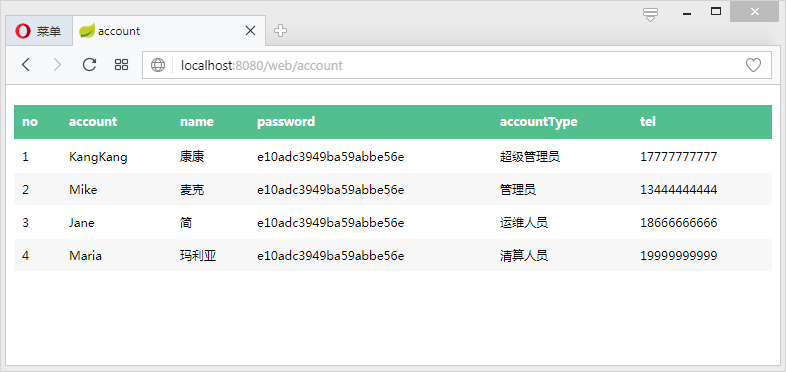 菜单 account
localhost:8080/web/account
no account name password accountType tel
1 KangKang 康康 e10adc3949ba59abbe56e 超级管理员 17777777777
2 Mike 麦克 e10adc3949ba59abbe56e 管理员 13444444444
3 Jane 简 e10adc3949ba59abbe56e 运维人员 18666666666
4 Maria 玛利亚 e10adc3949ba59abbe56e 清算人员 19999999999